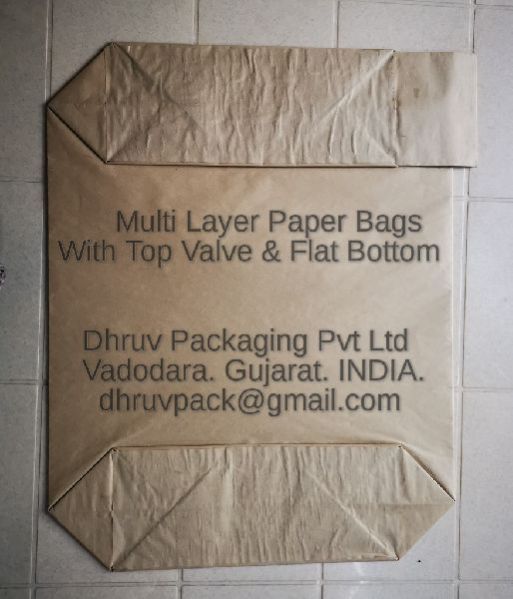 Multi Layer Paper Bags
With Top Valve & Flat Bottom
Dhruv Packaging Pvt Ltd
Vadodara. Gujarat. INDIA.
dhruvpack@gmail.com